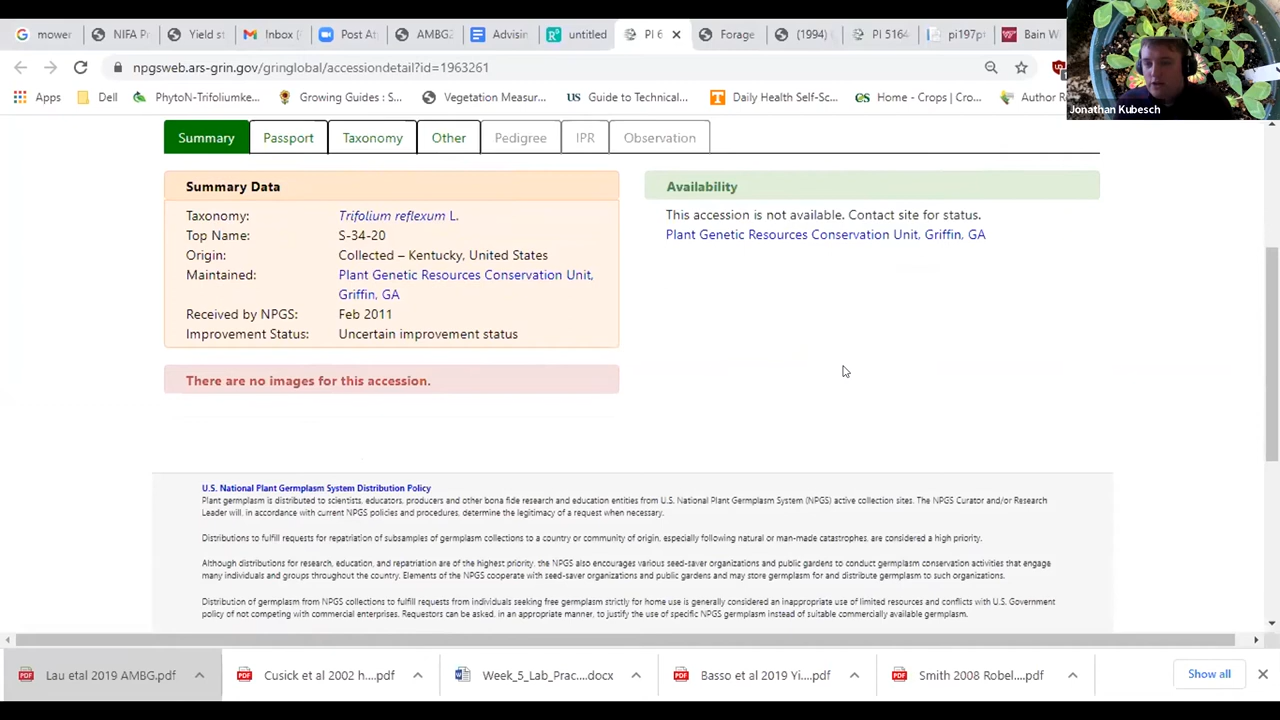 mower
NIFA P
Yield s
Inbox (
Post At
AMBG
Advisin
untitled
PI 6
Forage
(1994)
PI 5164
pi197p
Bain W
npgsweb.ars-grin.gov/gringlobal/accessiondetail?id=1963261
Apps
Dell
PhytoN-Trifoliumke...
Growing Guides : S...
Vegetation Measur...
US Guide to Technical...
Daily Health Self-Sc...
cs Home - Crops | Cro...
Author R
Jonathan Kubesch
Summary
Passport
Taxonomy
Other
Pedigree
IPR
Observation
Summary Data
Taxonomy: Trifolium reflexum L.
Top Name: S-34-20
Origin: Collected – Kentucky, United States
Maintained: Plant Genetic Resources Conservation Unit,
Griffin, GA
Received by NPGS: Feb 2011
Improvement Status: Uncertain improvement status
There are no images for this accession.
Availability
This accession is not available. Contact site for status.
Plant Genetic Resources Conservation Unit, Griffin, GA
U.S. National Plant Germplasm System Distribution Policy
Plant germplasm is distributed to scientists, educators, producers and other bona fide research and education entities from U.S. National Plant Germplasm System (NPGS) active collection sites. The NPGS Curator and/or Research
Leader will, in accordance with current NPGS policies and procedures, determine the legitimacy of a request when necessary.
Distributions to fulfill requests for repatriation of subsamples of germplasm collections to a country or community of origin, especially following natural or man-made catastrophes, are considered a high priority.
Although distributions for research, education, and repatriation are of the highest priority, the NPGS also encourages various seed-saver organizations and public gardens to conduct germplasm conservation activities that engage
many individuals and groups throughout the country. Elements of the NPGS cooperate with seed-saver organizations and public gardens and may store germplasm for and distribute germplasm to such organizations.
Distribution of germplasm from NPGS collections to fulfill requests from individuals seeking free germplasm strictly for home use is generally considered an inappropriate use of limited resources and conflicts with U.S. Government
policy of not competing with commercial enterprises. Requestors can be asked, in an appropriate manner, to justify the use of specific NPGS germplasm instead of suitable commercially available germplasm.
Lau etal 2019 AMBG.pdf
Cusick et al 2002 h....pdf
Week_5_Lab_Prac....docx
Basso et al 2019 Yi....pdf
Smith 2008 Robel....pdf
Show all